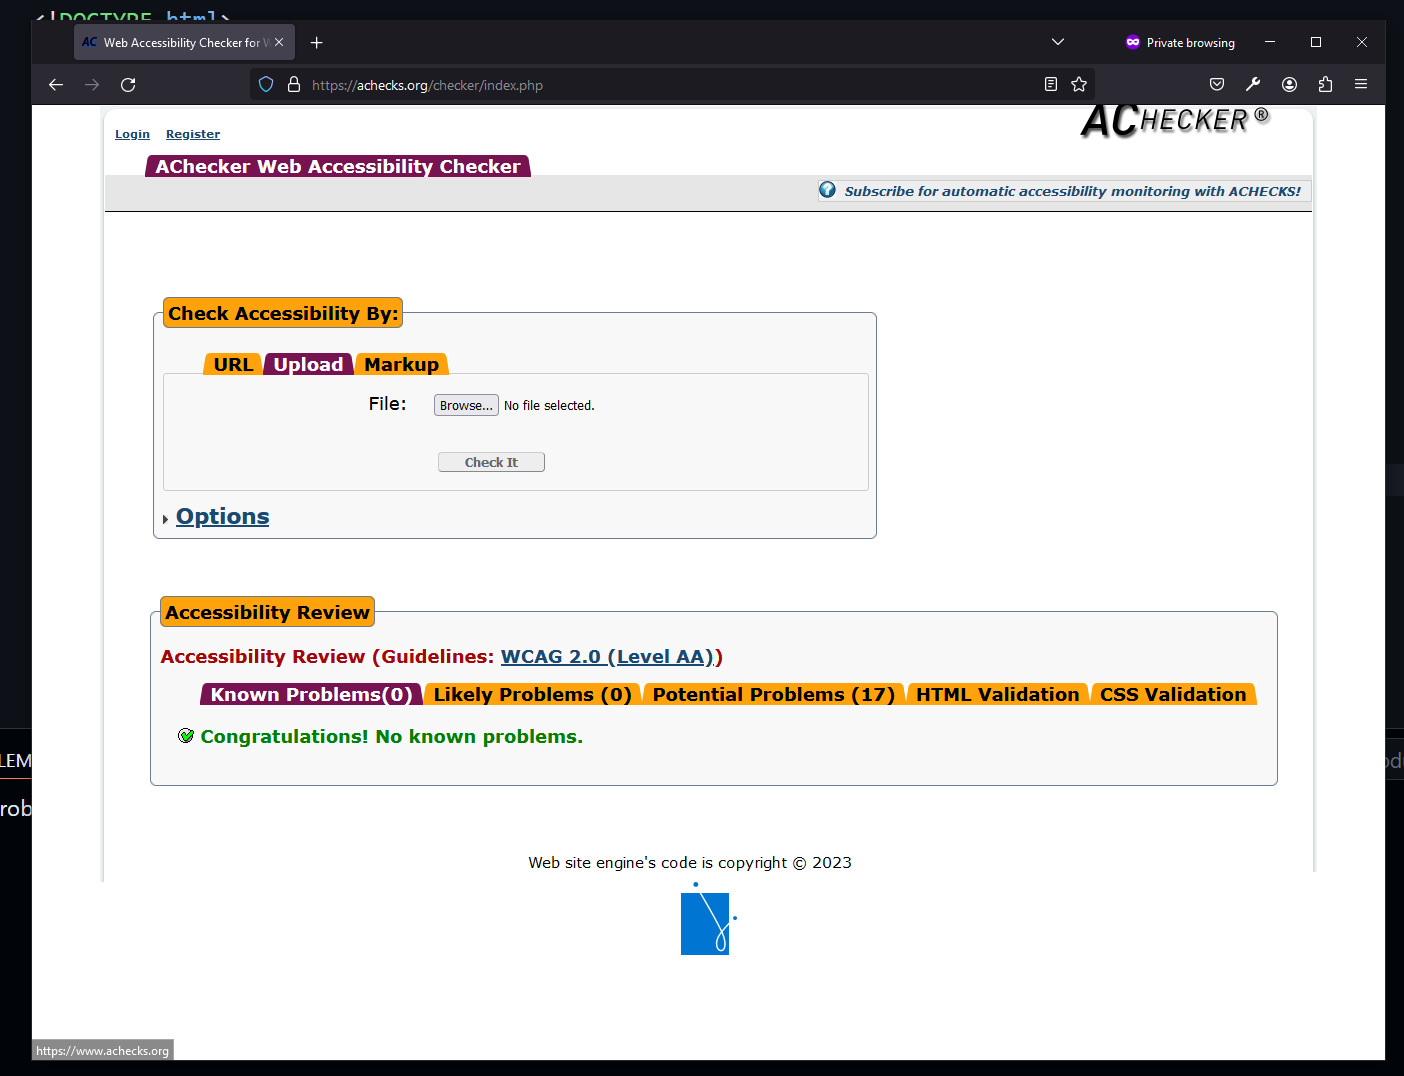 <!DOCTYPE html>
AC Web Accessibility Checker for W
Private browsing
https://achecks.org/checker/index.php
ACHECKER ®
Login Register
AChecker Web Accessibility Checker
Subscribe for automatic accessibility monitoring with ACHECKS!
Check Accessibility By:
URL Upload Markup
File: Browse... No file selected.
Check It
Options
Accessibility Review
Accessibility Review (Guidelines: WCAG 2.0 (Level AA))
Known Problems(0) Likely Problems (0) Potential Problems (17) HTML Validation CSS Validation
Congratulations! No known problems.
LEM
rob
Web site engine's code is copyright © 2023
https://www.achecks.org